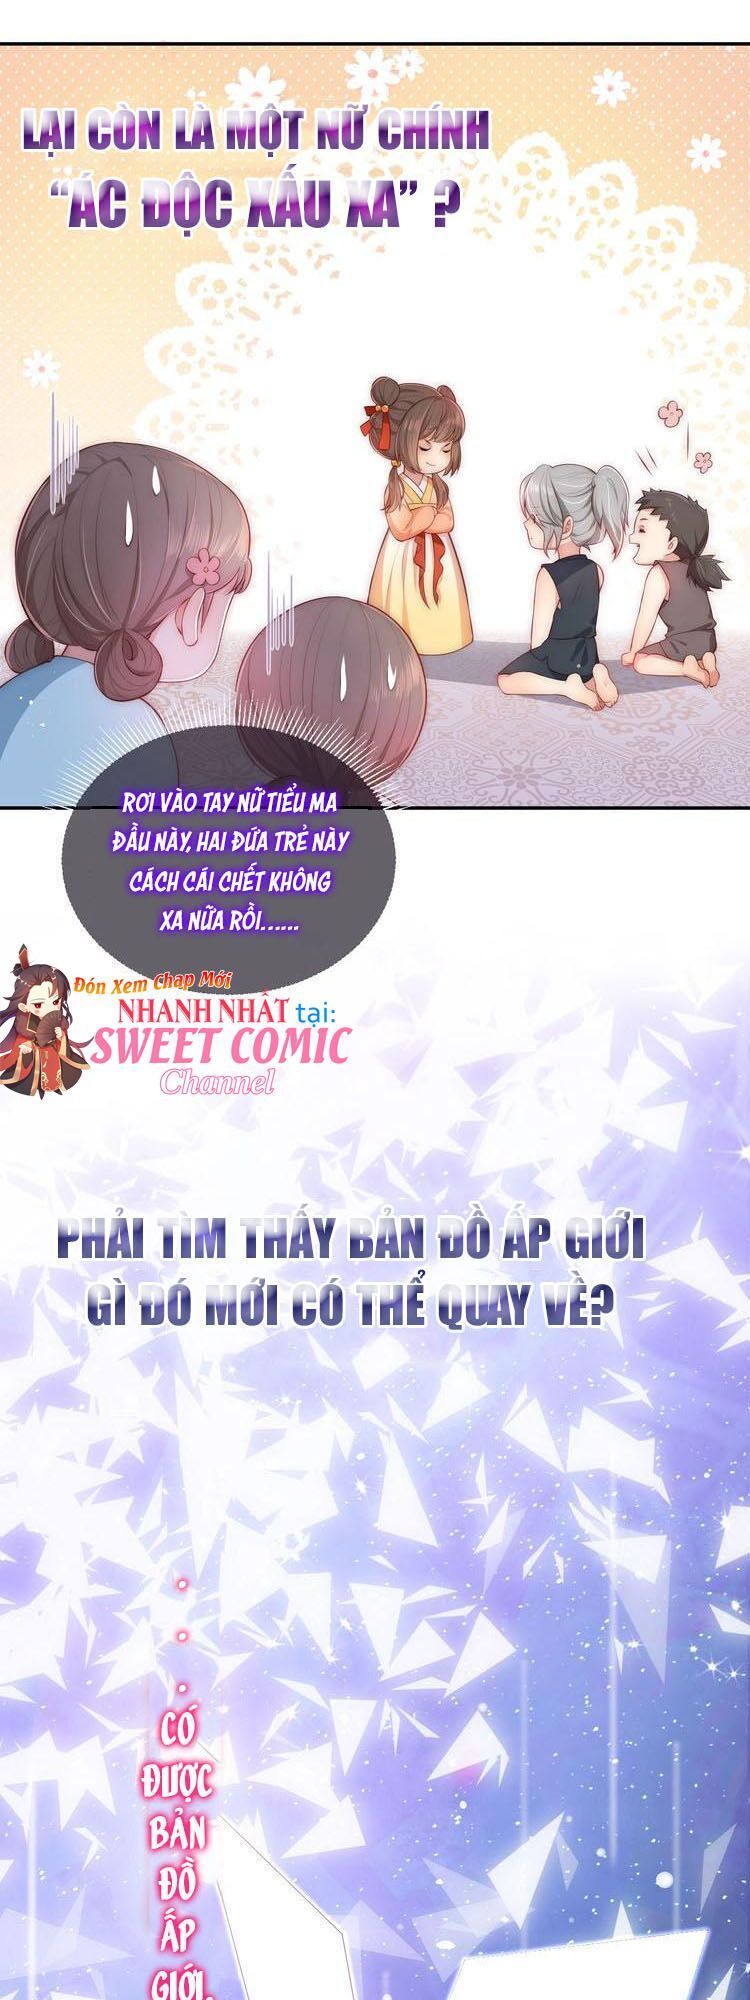 LẠI CÒN LÀ MỘT NỮ CHÍNH
“ÁC ĐỘC XẤU XA” ?
RƠI VÀO TAY NỮ TIỂU MA
ĐẦU NÀY, HAI ĐỨA TRẺ NÀY
CÁCH CÁI CHẾT KHÔNG
XA NỮA RỒI......
Đón Xem Chap Mới
NHANH NHẤT tại:
SWEET COMIC
Channel
PHẢI TÌM THẤY BẢN ĐỒ ẤP GIỚI
GÌ ĐÓ MỚI CÓ THỂ QUAY VỀ?
...
CÓ
ĐƯỢC
BẢN
ĐỒ
ẤP
GIỚI,